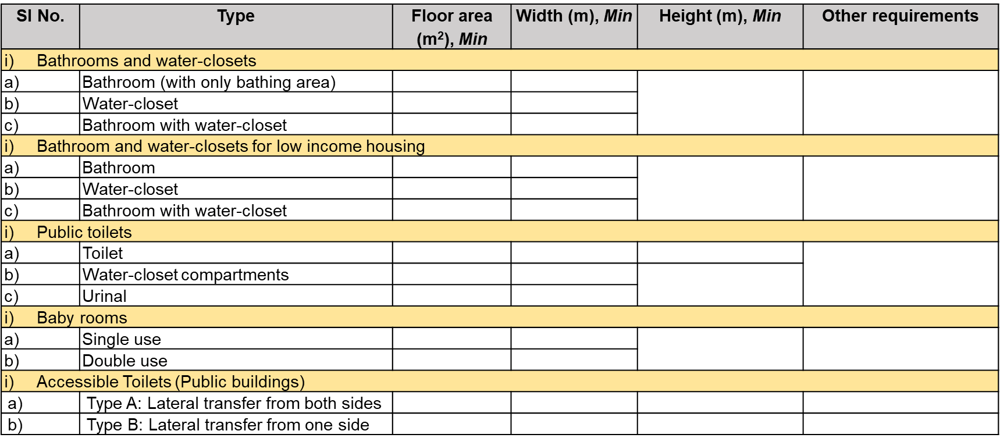 Sl No. Type Floor area Width (m), Min Height (m), Min Other requirements
(m²), Min
i) Bathrooms and water-closets
a) Bathroom (with only bathing area)
b) Water-closet
c) Bathroom with water-closet
i) Bathroom and water-closets for low income housing
a) Bathroom
b) Water-closet
c) Bathroom with water-closet
i) Public toilets
a) Toilet
b) Water-closet compartments
c) Urinal
i) Baby rooms
a) Single use
b) Double use
i) Accessible Toilets (Public buildings)
a) Type A: Lateral transfer from both sides
b) Type B: Lateral transfer from one side